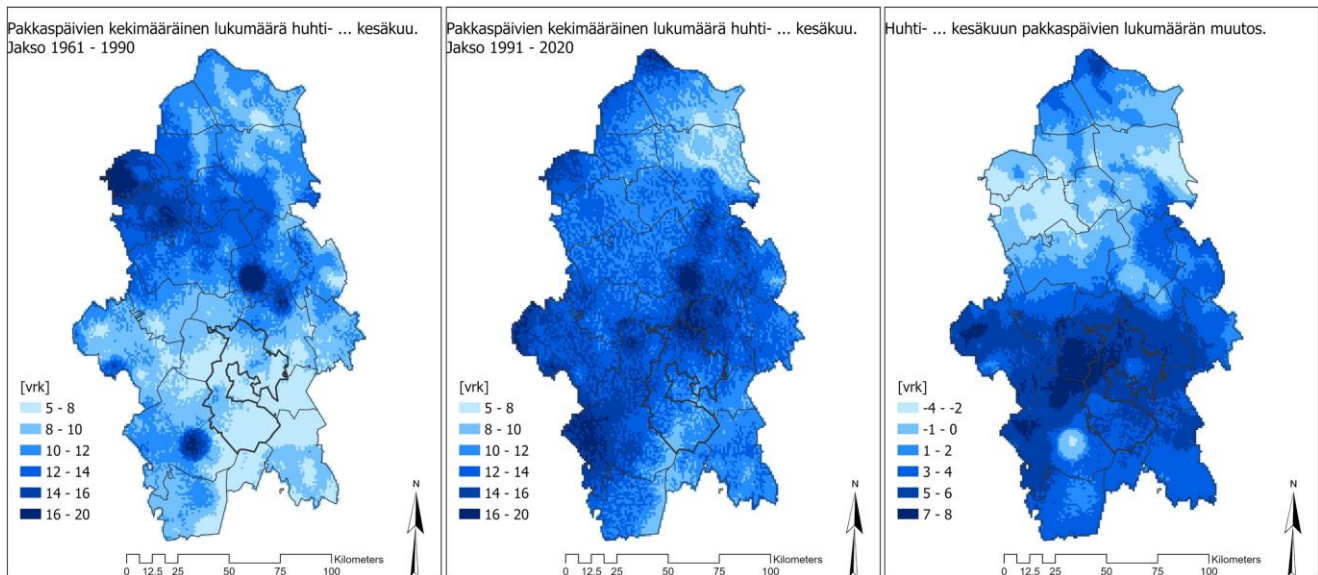 Pakkaspäivien kekimääräinen lukumäärä huhti- ... kesäkuu.
Jakso 1961 - 1990
[vrk]
5 - 8
8 - 10
10 - 12
12 - 14
14 - 16
16 - 20
N
Kilometers
0 12.5 25 50 75 100
Pakkaspäivien kekimääräinen lukumäärä huhti- ... kesäkuu.
Jakso 1991 - 2020
[vrk]
5 - 8
8 - 10
10 - 12
12 - 14
14 - 16
16 - 20
N
Kilometers
0 12.5 25 50 75 100
Huhti- ... kesäkuun pakkaspäivien lukumäärän muutos.
[vrk]
-4 - -2
-1 - 0
1 - 2
3 - 4
5 - 6
7 - 8
N
Kilometers
0 12.5 25 50 75 100